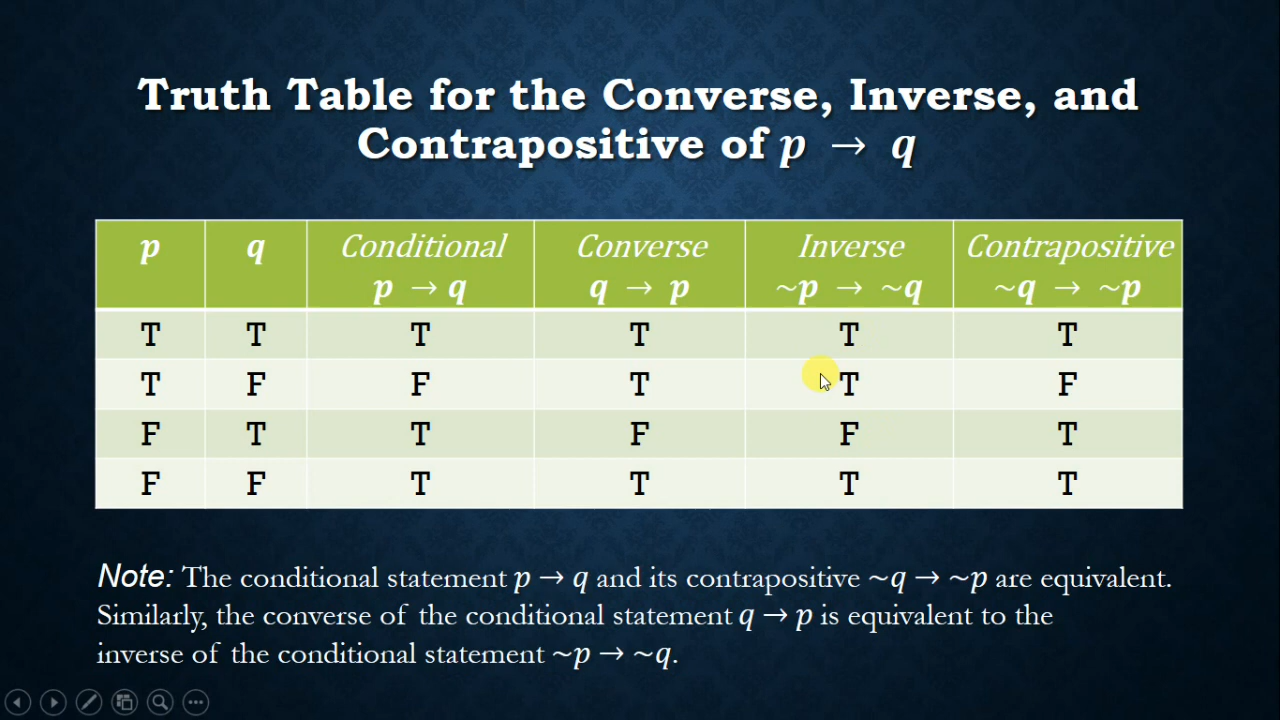 Truth Table for the Converse, Inverse, and
Contrapositive of p → q
p q Conditional Converse Inverse Contrapositive
p → q q → p ~p → ~q ~q → ~p
T T T T T T
T F F T T F
F T T F F T
F F T T T T
Note: The conditional statement p → q and its contrapositive ~q → ~p are equivalent.
Similarly, the converse of the conditional statement q → p is equivalent to the
inverse of the conditional statement ~p → ~q.